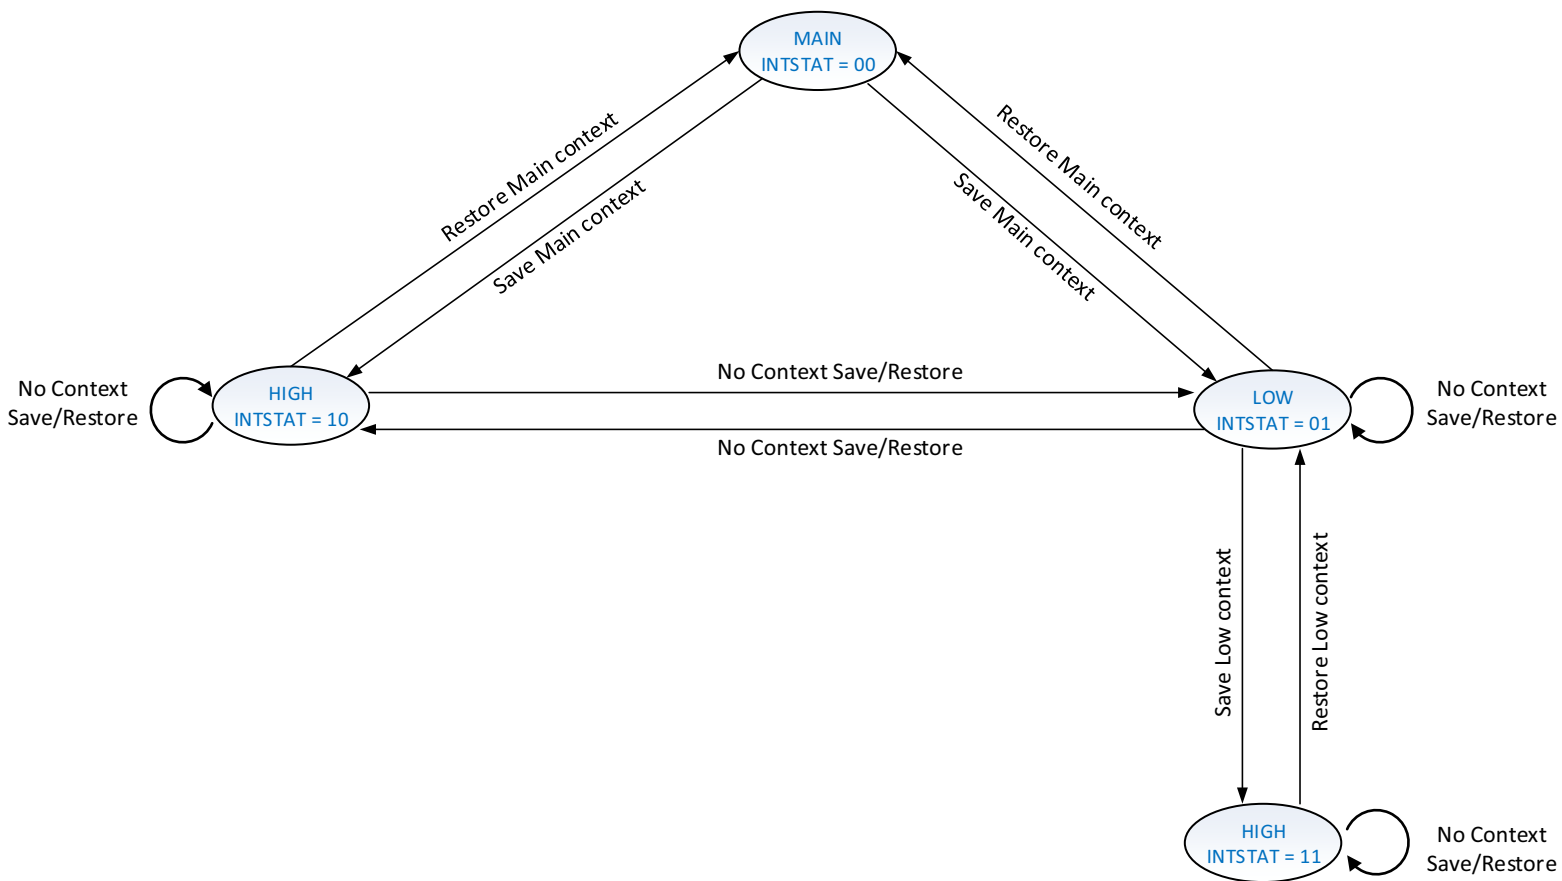 MAIN
INTSTAT = 00
Restore Main context
Save Main context
Restore Main context
Save Main context
No Context
Save/Restore
HIGH
INTSTAT = 10
No Context Save/Restore
No Context Save/Restore
LOW
INTSTAT = 01
No Context
Save/Restore
Save Low context
Restore Low context
HIGH
INTSTAT = 11
No Context
Save/Restore